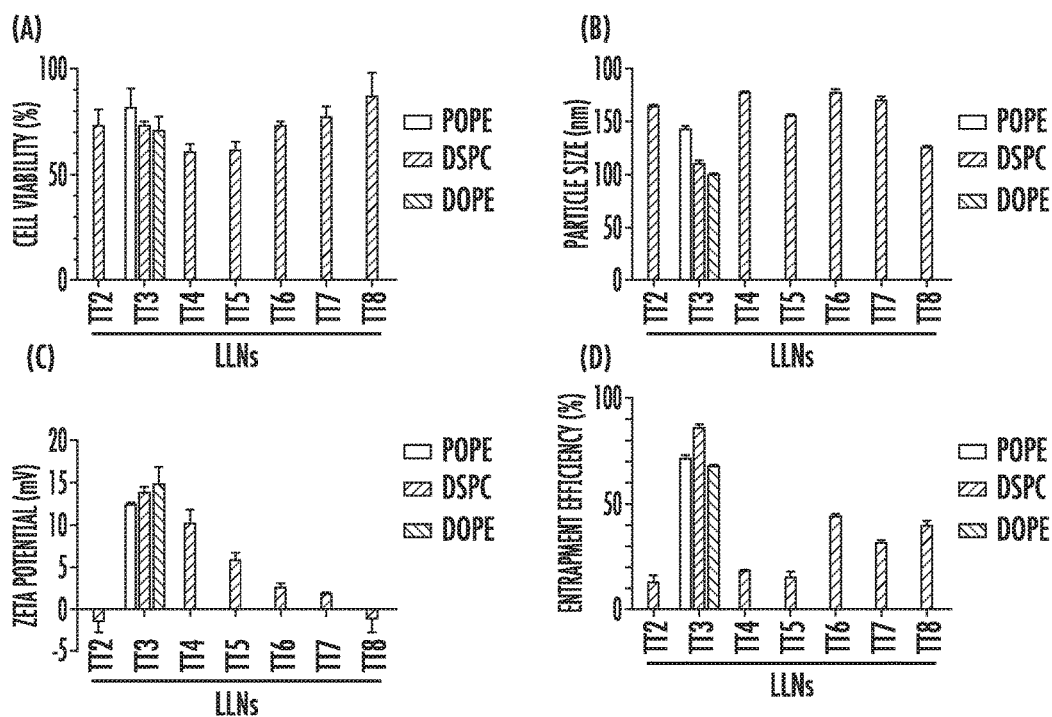 (A)
CELL VIABILITY (%)
100
50
0
TT2
TT3
TT4
TT5
TT6
TT7
TT8
LLNs
POPE
DSPC
DOPE
(B)
PARTICLE SIZE (nm)
100
150
100
50
0
TT2
TT3
TT4
TT5
TT6
TT7
TT8
LLNs
POPE
DSPC
DOPE
(C)
ZETA POTENTIAL (mV)
20
15
10
5
0
-5
TT2
TT3
TT4
TT5
TT6
TT7
TT8
LLNs
POPE
DSPC
DOPE
(D)
ENTRAPMENT EFFICIENCY (%)
100
50
0
TT2
TT3
TT4
TT5
TT6
TT7
TT8
LLNs
POPE
DSPC
DOPE